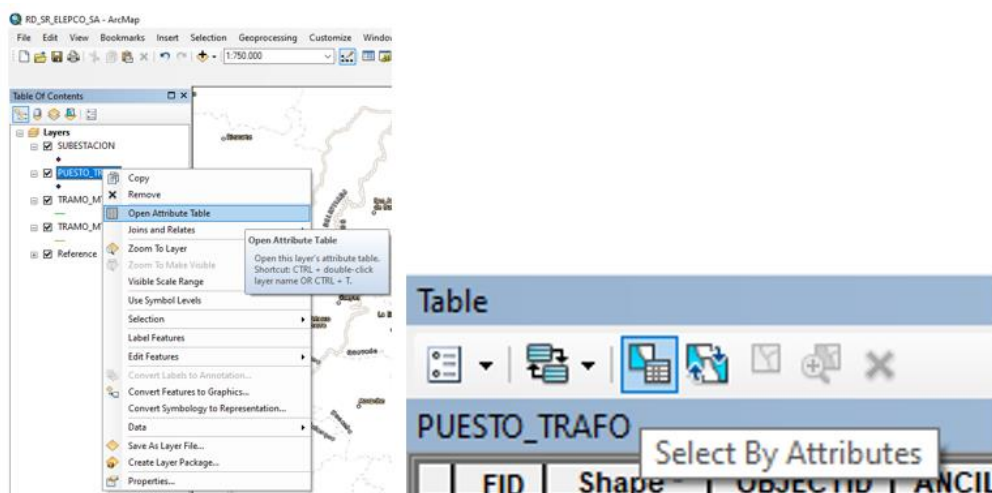 RD_SR_ELEPCO_SA - ArcMap
File Edit View Bookmarks Insert Selection Geoprocessing Customize Window
1:750.000
Table Of Contents
Layers
SUBESTACION
PUESTO_TR
TRAMO_M
TRAMO_M
Reference
Copy
Remove
Open Attribute Table
Joins and Relates
Zoom To Layer
Zoom To Make Visible
Visible Scale Range
Use Symbol Levels
Selection
Label Features
Edit Features
Convert Labels to Annotation...
Convert Features to Graphics...
Convert Symbology to Representation...
Data
Save As Layer File...
Create Layer Package...
Properties...
Open Attribute Table
Open this layer's attribute table.
Shortcut: CTRL + double-click
layer name OR CTRL + T.
Table
PUESTO_TRAFO
Select By Attributes
FID Shape OBJECTID ANCIL